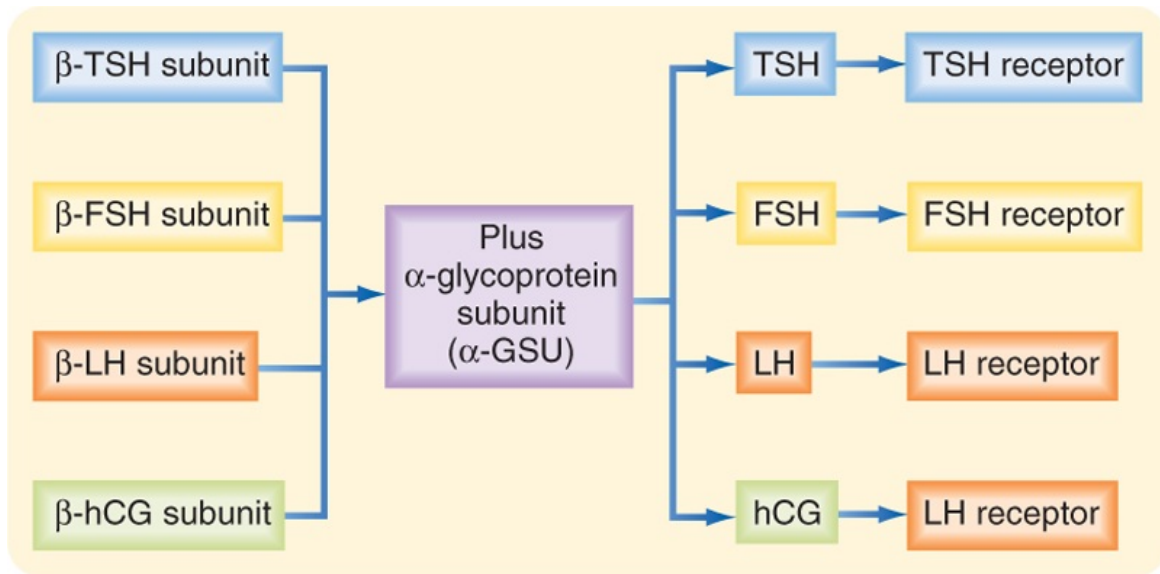 β-TSH subunit
β-FSH subunit
β-LH subunit
β-hCG subunit
Plus
α-glycoprotein
subunit
(α-GSU)
TSH
TSH receptor
FSH
FSH receptor
LH
LH receptor
hCG
LH receptor